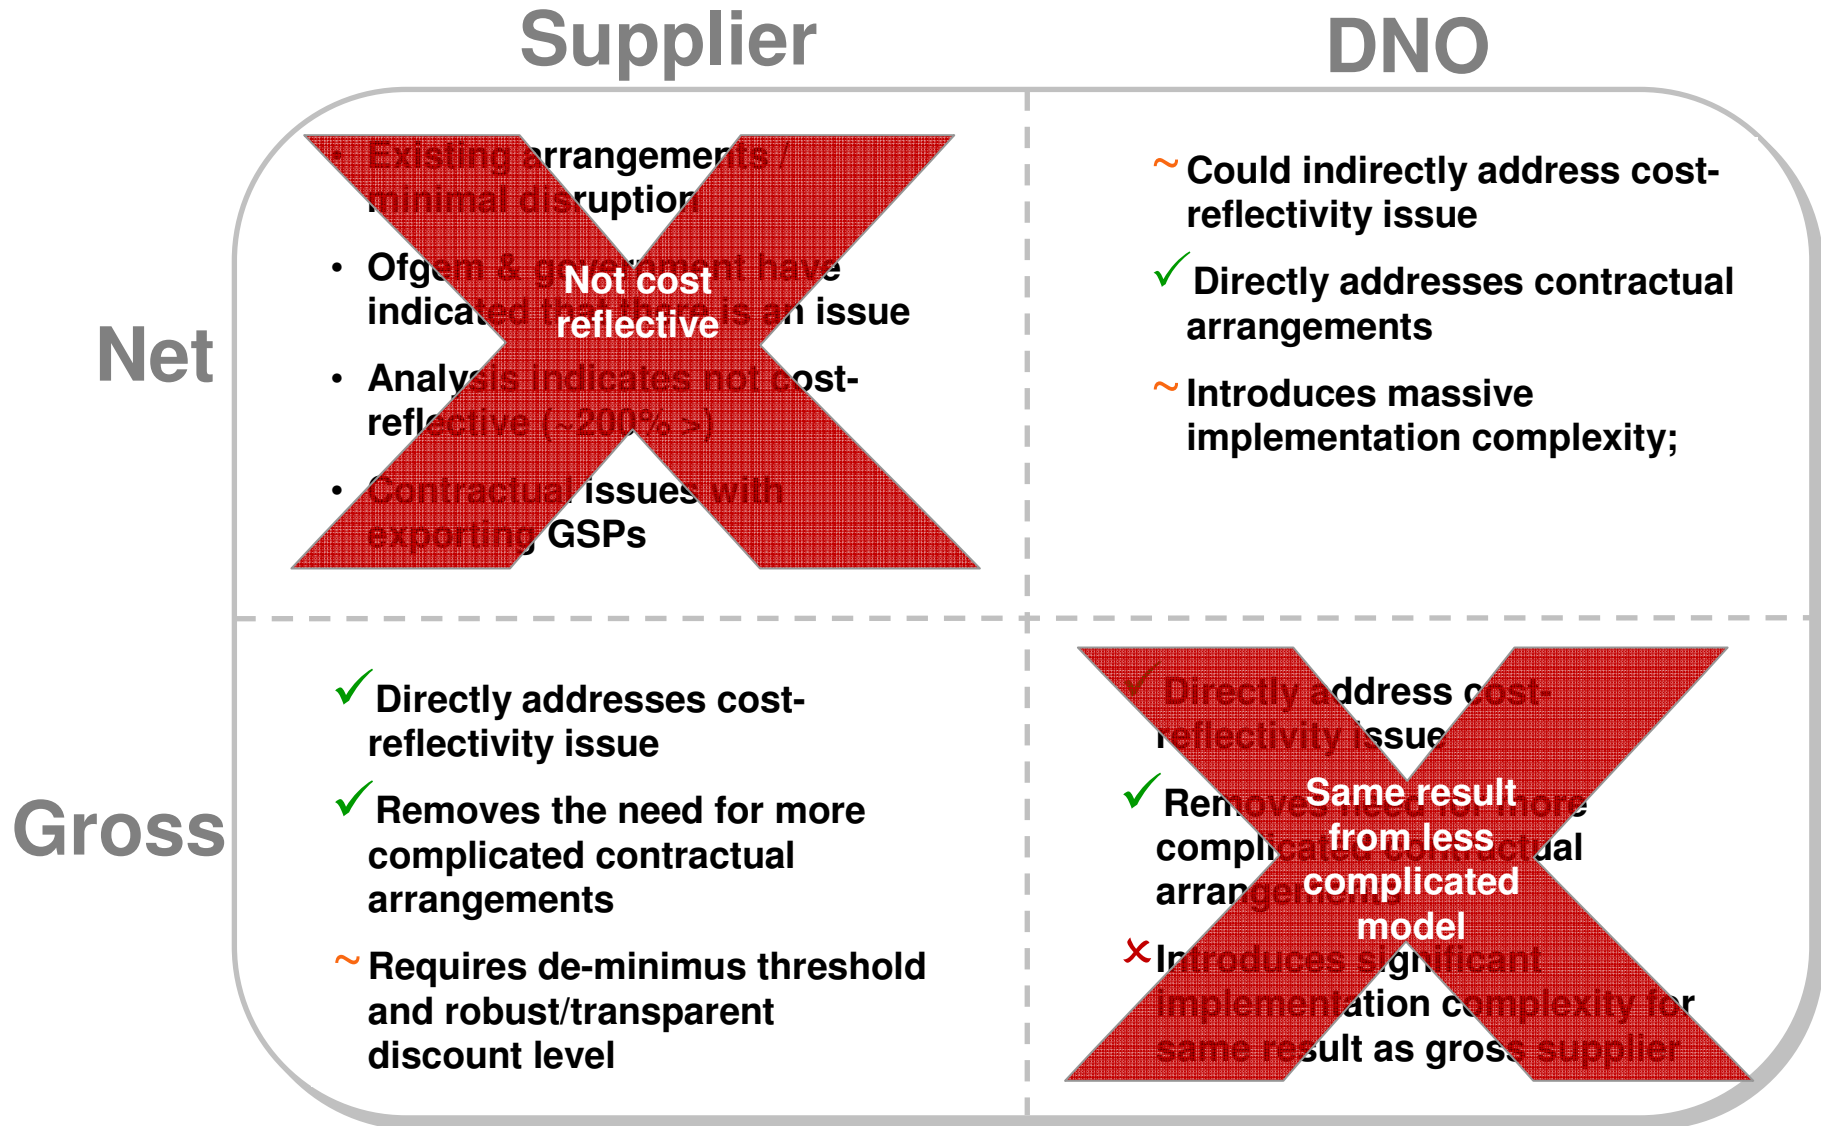 Supplier
DNO
Net
• Existing arrangements /
minimal disruption
• Ofgem & government have
indicated that there is an issue
• Analysis indicates not cost-
reflective (~200% >)
• Contractual issues with
exporting GSPs
Not cost
reflective
~ Could indirectly address cost-
reflectivity issue
✓ Directly addresses contractual
arrangements
~ Introduces massive
implementation complexity;
Gross
✓ Directly addresses cost-
reflectivity issue
✓ Removes the need for more
complicated contractual
arrangements
~ Requires de-minimus threshold
and robust/transparent
discount level
✓ Directly address cost-
reflectivity issue
✓ Removes need for more
complicated contractual
arrangements
✗ Introduces significant
implementation complexity for
same result as gross supplier
Same result
from less
complicated
model